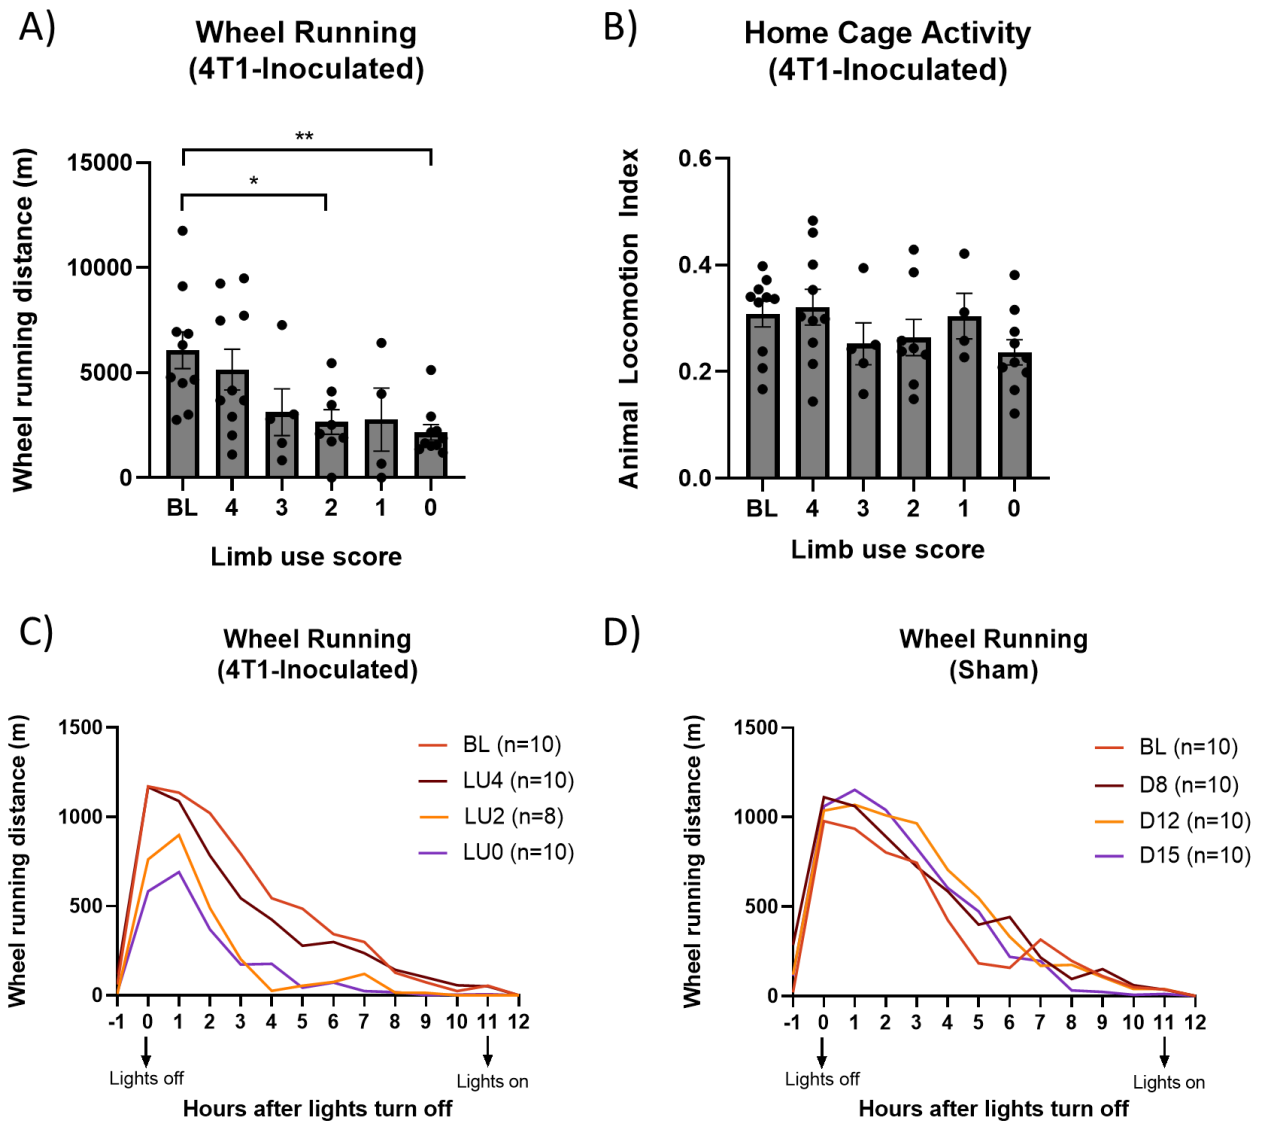 A)
Wheel Running
(4T1-Inoculated)
**
*
15000
10000
5000
0
Wheel running distance (m)
BL 4 3 2 1 0
Limb use score
B)
Home Cage Activity
(4T1-Inoculated)
0.6
0.4
0.2
0.0
Animal Locomotion Index
BL 4 3 2 1 0
Limb use score
C)
Wheel Running
(4T1-Inoculated)
1500
1000
500
0
Wheel running distance (m)
BL (n=10)
LU4 (n=10)
LU2 (n=8)
LU0 (n=10)
-1 0 1 2 3 4 5 6 7 8 9 10 11 12
Lights off
Lights on
Hours after lights turn off
D)
Wheel Running
(Sham)
1500
1000
500
0
Wheel running distance (m)
BL (n=10)
D8 (n=10)
D12 (n=10)
D15 (n=10)
-1 0 1 2 3 4 5 6 7 8 9 10 11 12
Lights off
Lights on
Hours after lights turn off